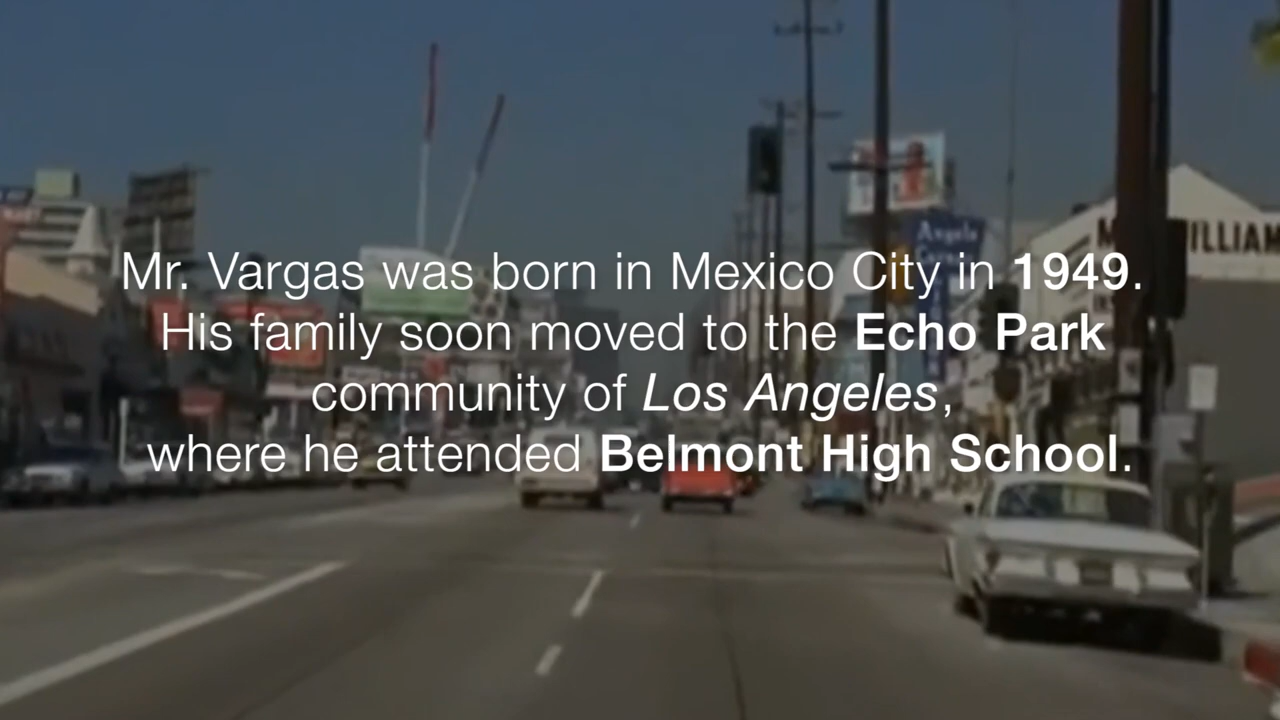 Mr. Vargas was born in Mexico City in 1949.
His family soon moved to the Echo Park
community of Los Angeles,
where he attended Belmont High School.
Angelo